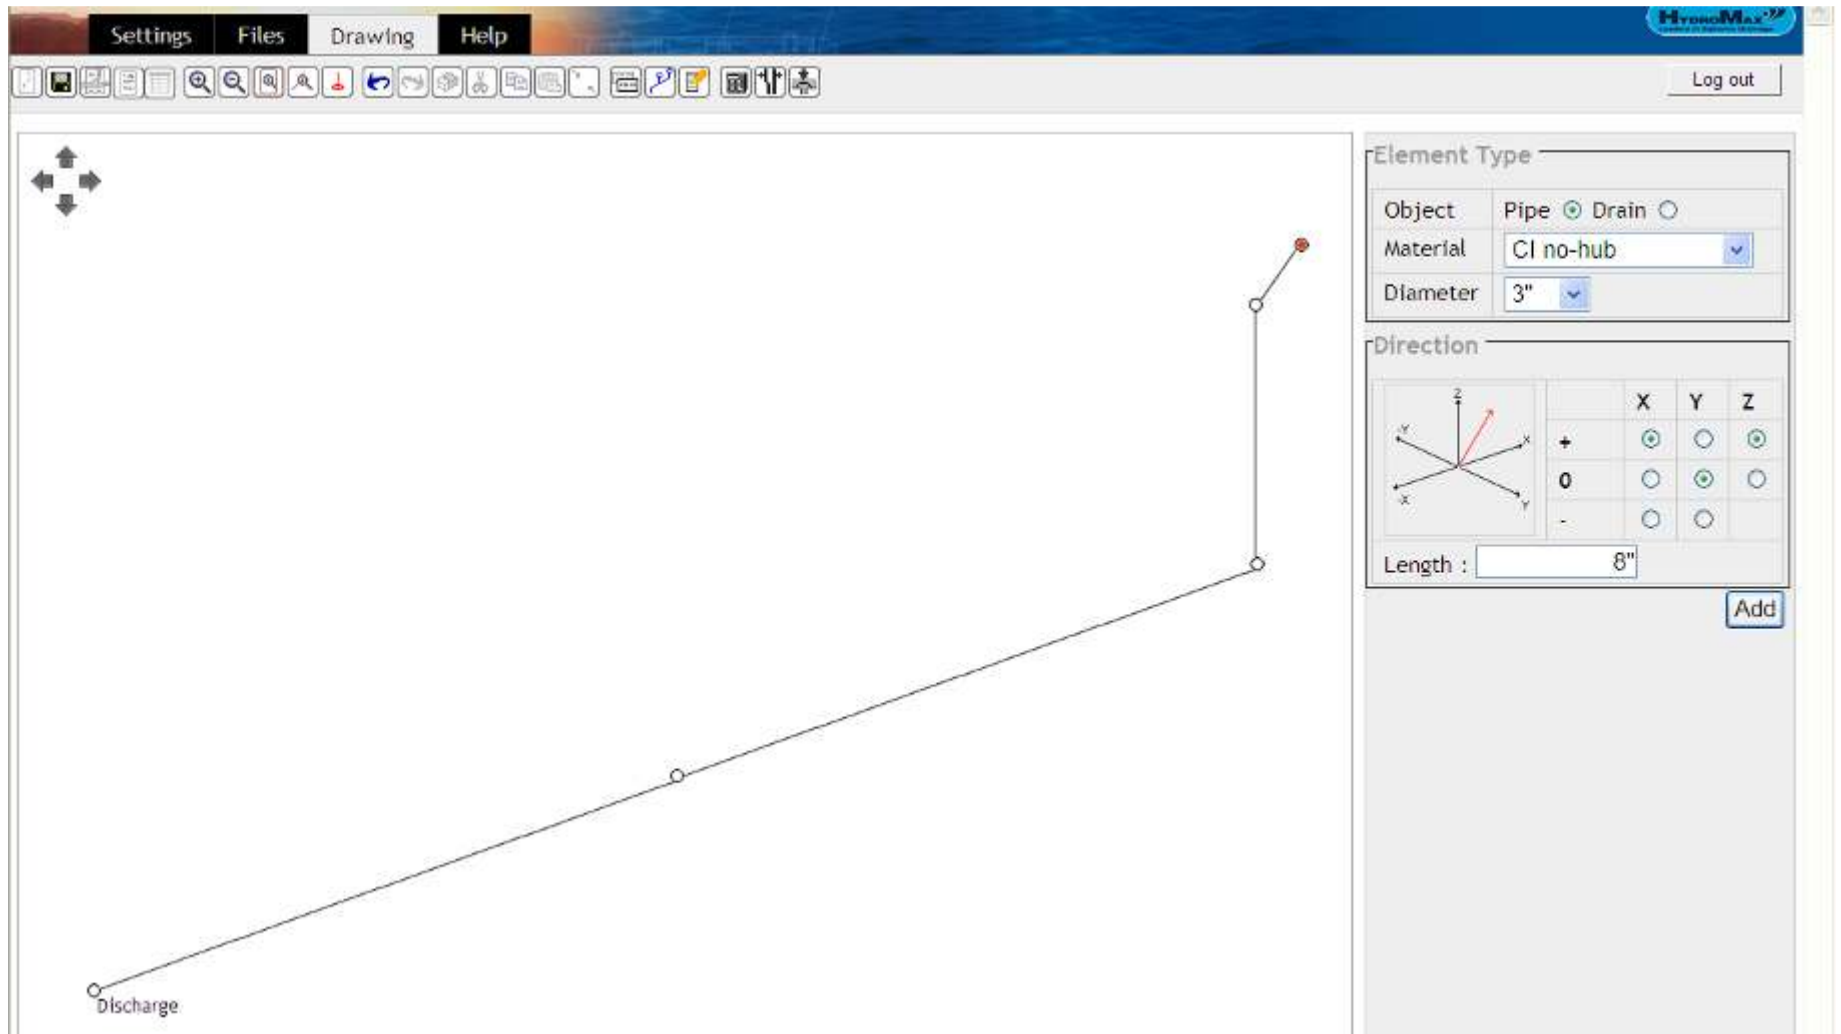 HydroMax
Settings Files Drawing Help
Log out
Element Type
Object Pipe Drain
Material CI no-hub
Diameter 3"
Direction
Z
-Y
X
-X
Y
X Y Z
+
0
-
Length : 8"
Add
Discharge